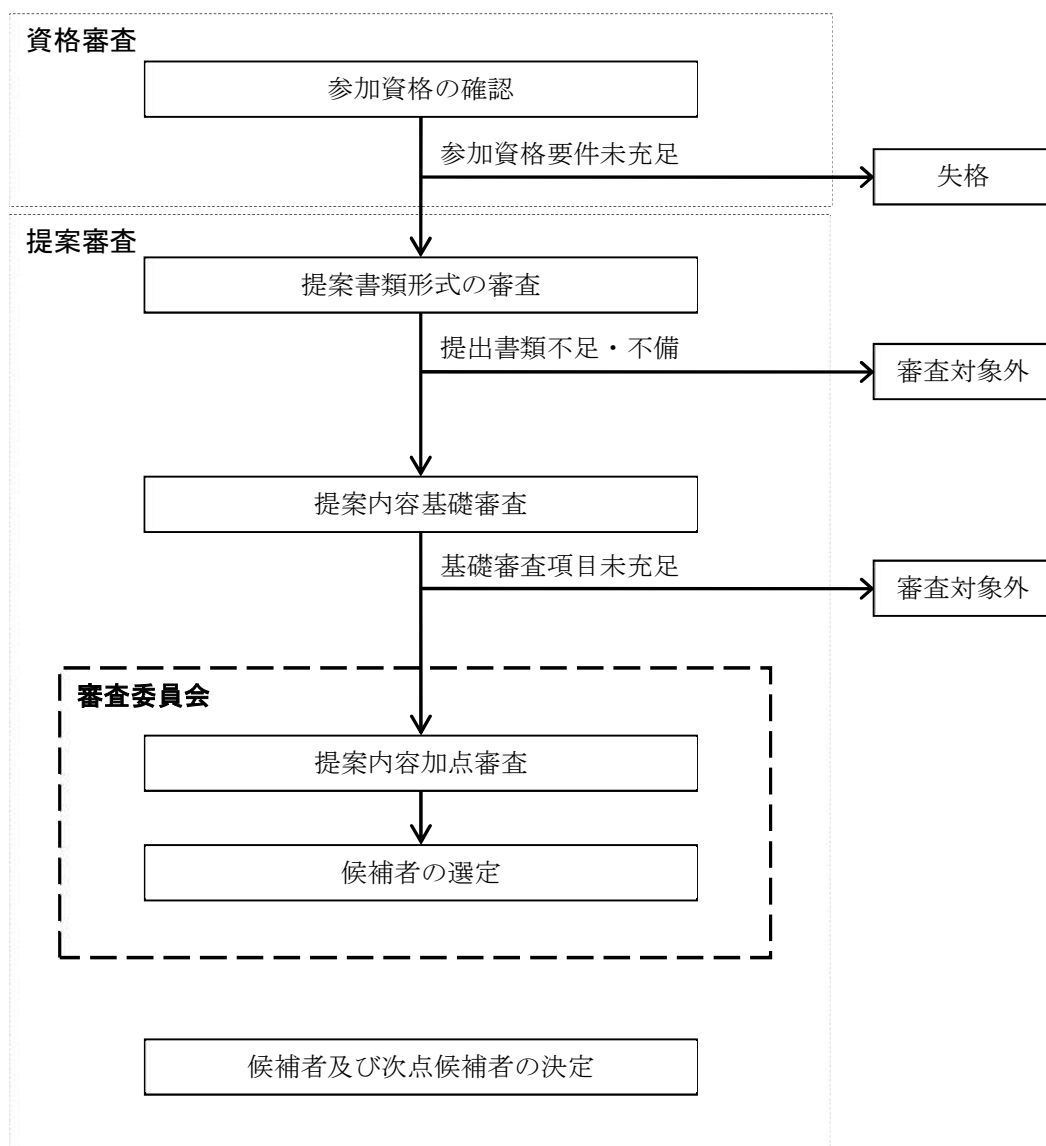 資格審査
参加資格の確認
参加資格要件未充足
失格
提案審査
提案書類形式の審査
提出書類不足・不備
審査対象外
提案内容基礎審査
基礎審査項目未充足
審査対象外
審査委員会
提案内容加点審査
候補者の選定
候補者及び次点候補者の決定